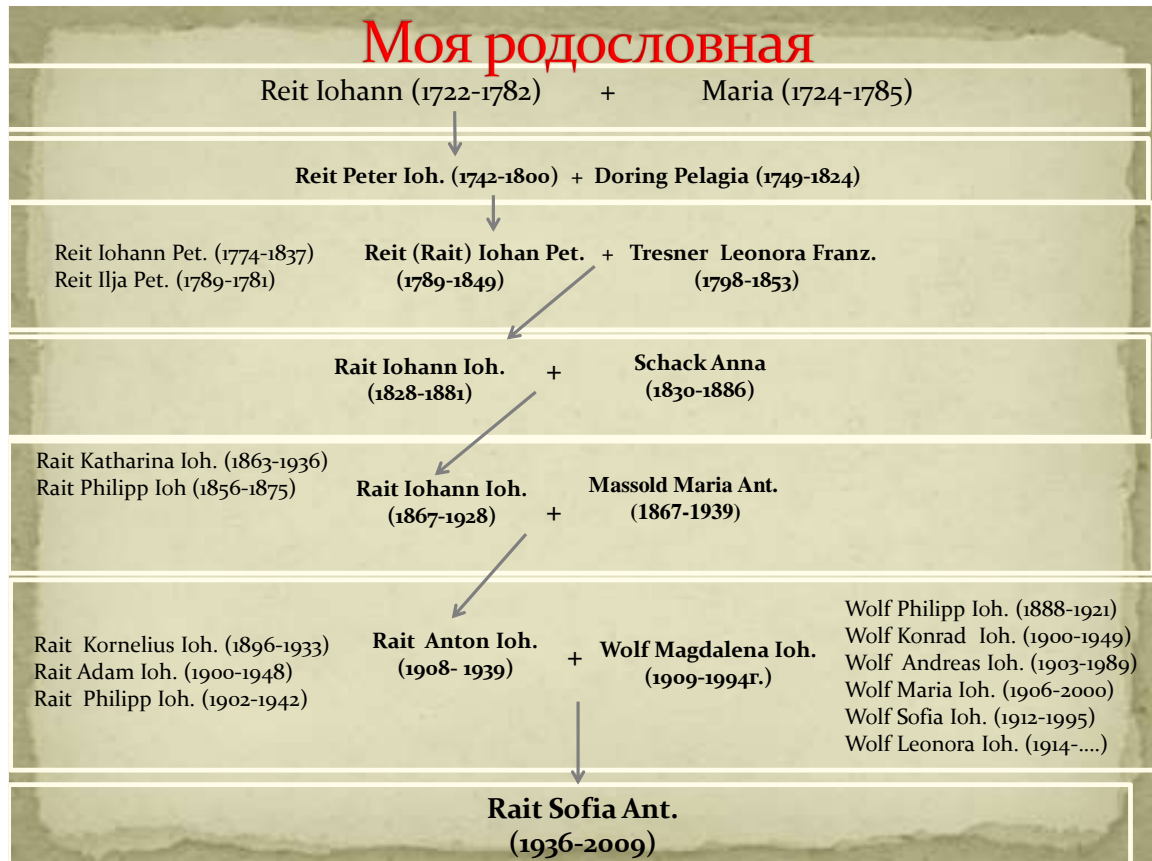 Моя родословная
Reit Iohann (1722-1782) + Maria (1724-1785)
Reit Peter Ioh. (1742-1800) + Doring Pelagia (1749-1824)
Reit Iohann Pet. (1774-1837)
Reit Ilja Pet. (1789-1781)
Reit (Rait) Iohan Pet. + Tresner Leonora Franz.
(1789-1849) (1798-1853)
Rait Iohann Ioh. + Schack Anna
(1828-1881) (1830-1886)
Rait Katharina Ioh. (1863-1936)
Rait Philipp Ioh (1856-1875)
Rait Iohann Ioh. + Massold Maria Ant.
(1867-1928) (1867-1939)
Rait Kornelius Ioh. (1896-1933)
Rait Adam Ioh. (1900-1948)
Rait Philipp Ioh. (1902-1942)
Rait Anton Ioh. + Wolf Magdalena Ioh.
(1908- 1939) (1909-1994г.)
Wolf Philipp Ioh. (1888-1921)
Wolf Konrad Ioh. (1900-1949)
Wolf Andreas Ioh. (1903-1989)
Wolf Maria Ioh. (1906-2000)
Wolf Sofia Ioh. (1912-1995)
Wolf Leonora Ioh. (1914-....)
Rait Sofia Ant.
(1936-2009)